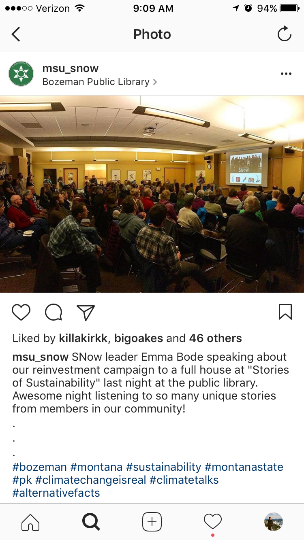 Verizon 9:09 AM 94%
Photo
msu_snow
Bozeman Public Library >
Liked by killakirkk, bigoakes and 46 others
msu_snow SNow leader Emma Bode speaking about
our reinvestment campaign to a full house at "Stories
of Sustainability" last night at the public library.
Awesome night listening to so many unique stories
from members in our community!
.
.
.
#bozeman #montana #sustainability #montanastate
#pk #climatechangeisreal #climatetalks
#alternativefacts